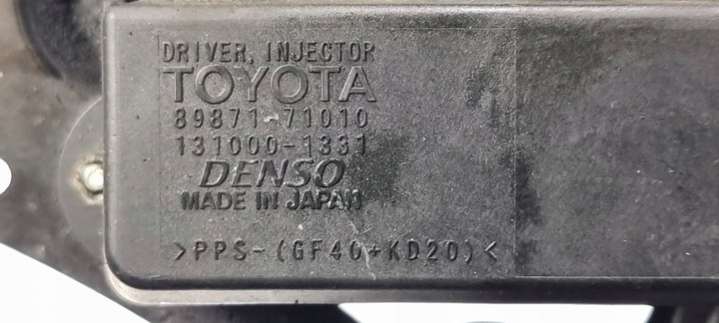 DRIVER, INJECTOR
TOYOTA
89871-71010
131000-1331
DENSO
MADE IN JAPAN
>PPS-(GF40+KD20)<